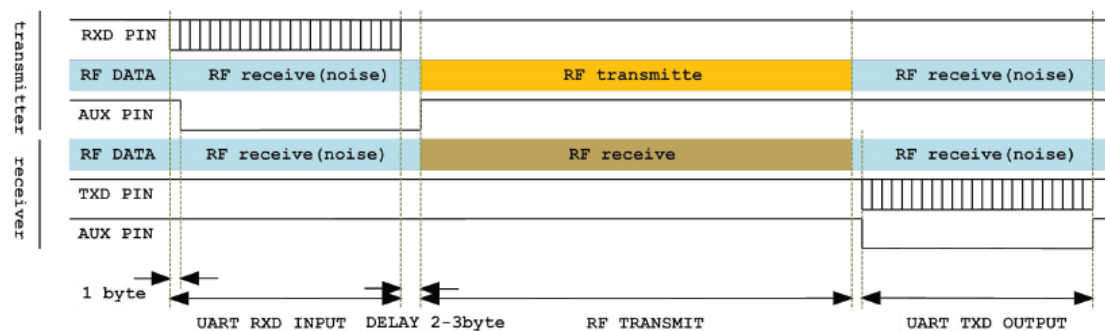 transmitter
RXD PIN
RF DATA RF receive(noise) RF transmitte RF receive(noise)
AUX PIN
receiver
RF DATA RF receive(noise) RF receive RF receive(noise)
TXD PIN
AUX PIN
1 byte
UART RXD INPUT DELAY 2-3byte RF TRANSMIT UART TXD OUTPUT